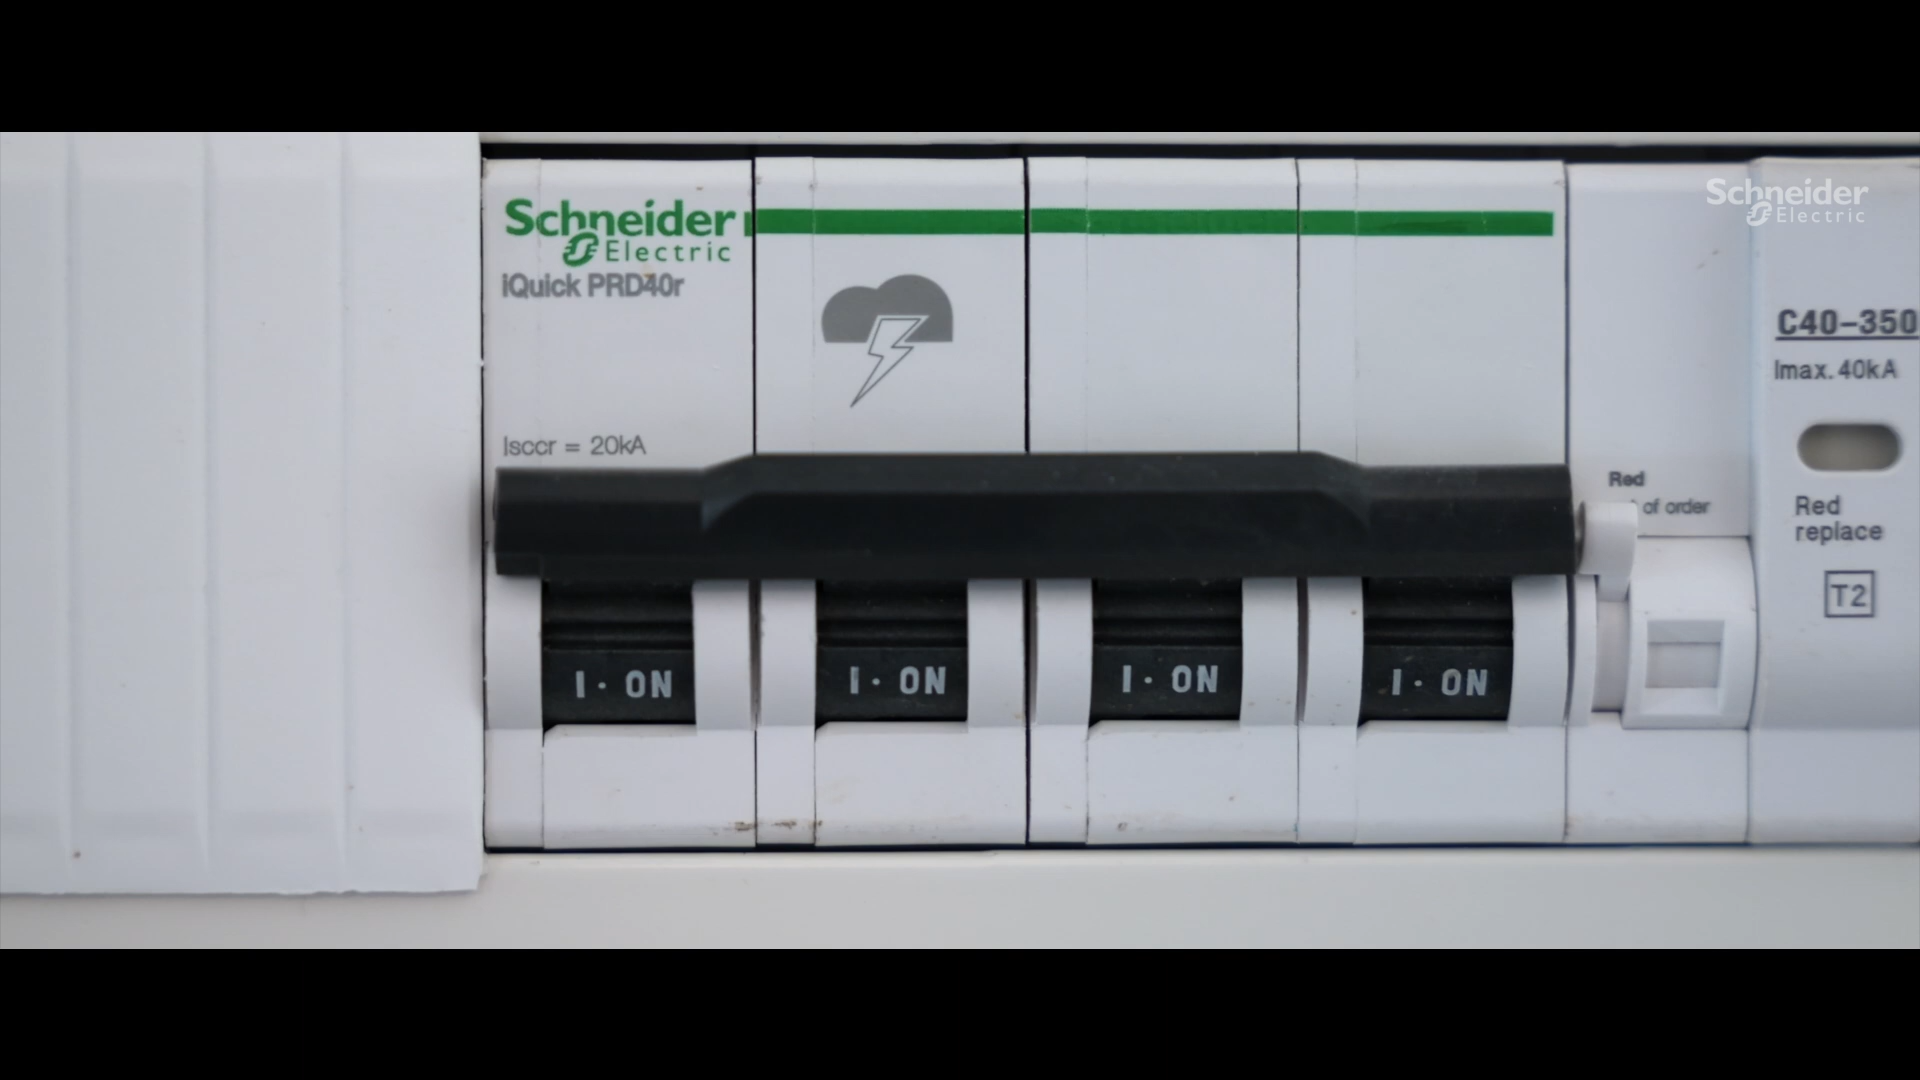 Schneider
Electric
iQuick PRD40r
Isccr = 20kA
I · ON
I · ON
I · ON
I · ON
Red
of order
Schneider
Electric
C40-350
Imax. 40kA
Red
replace
T2